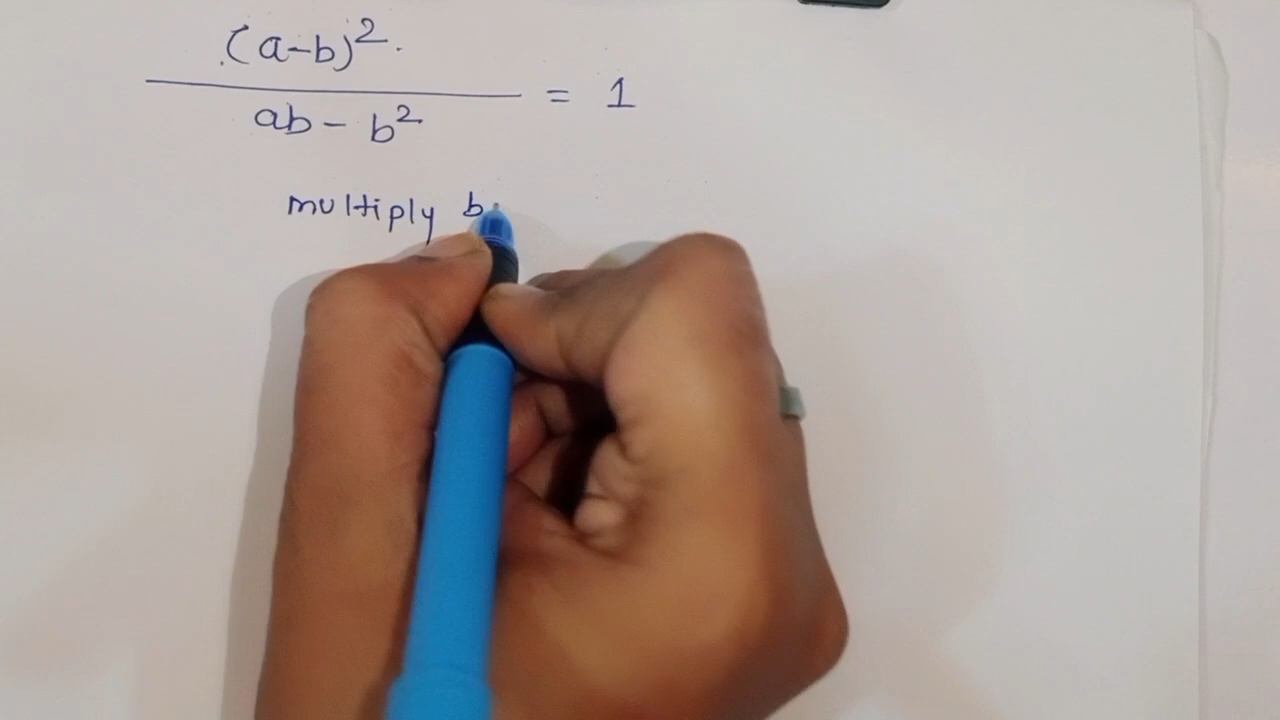 (a-b)².
ab - b² = 1
multiply b